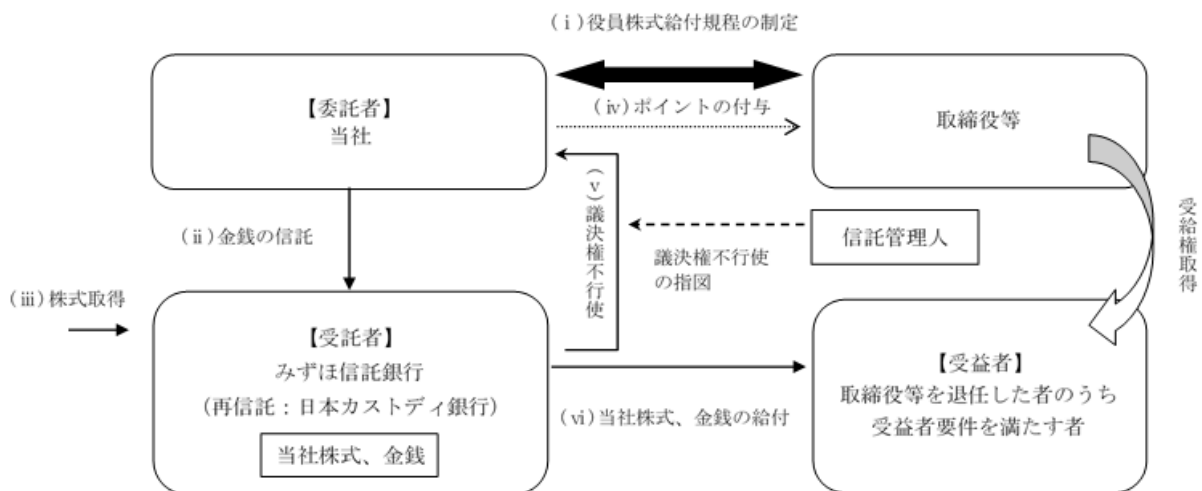 (ⅰ)役員株式給付規程の制定
【委託者】
当社
(ⅳ)ポイントの付与
取締役等
(ⅱ)金銭の信託
(ⅴ)議決権不行使
議決権不行使
の指図
信託管理人
受給権取得
(ⅲ)株式取得
【受託者】
みずほ信託銀行
(再信託:日本カストディ銀行)
当社株式、金銭
(ⅵ)当社株式、金銭の給付
【受益者】
取締役等を退任した者のうち
受益者要件を満たす者